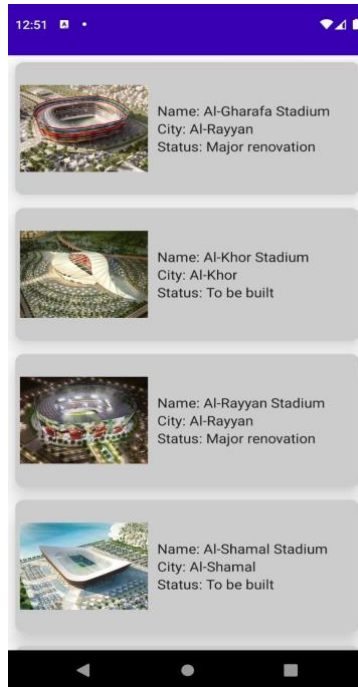 12:51
Name: Al-Gharafa Stadium
City: Al-Rayyan
Status: Major renovation
Name: Al-Khor Stadium
City: Al-Khor
Status: To be built
Name: Al-Rayyan Stadium
City: Al-Rayyan
Status: Major renovation
Name: Al-Shamal Stadium
City: Al-Shamal
Status: To be built